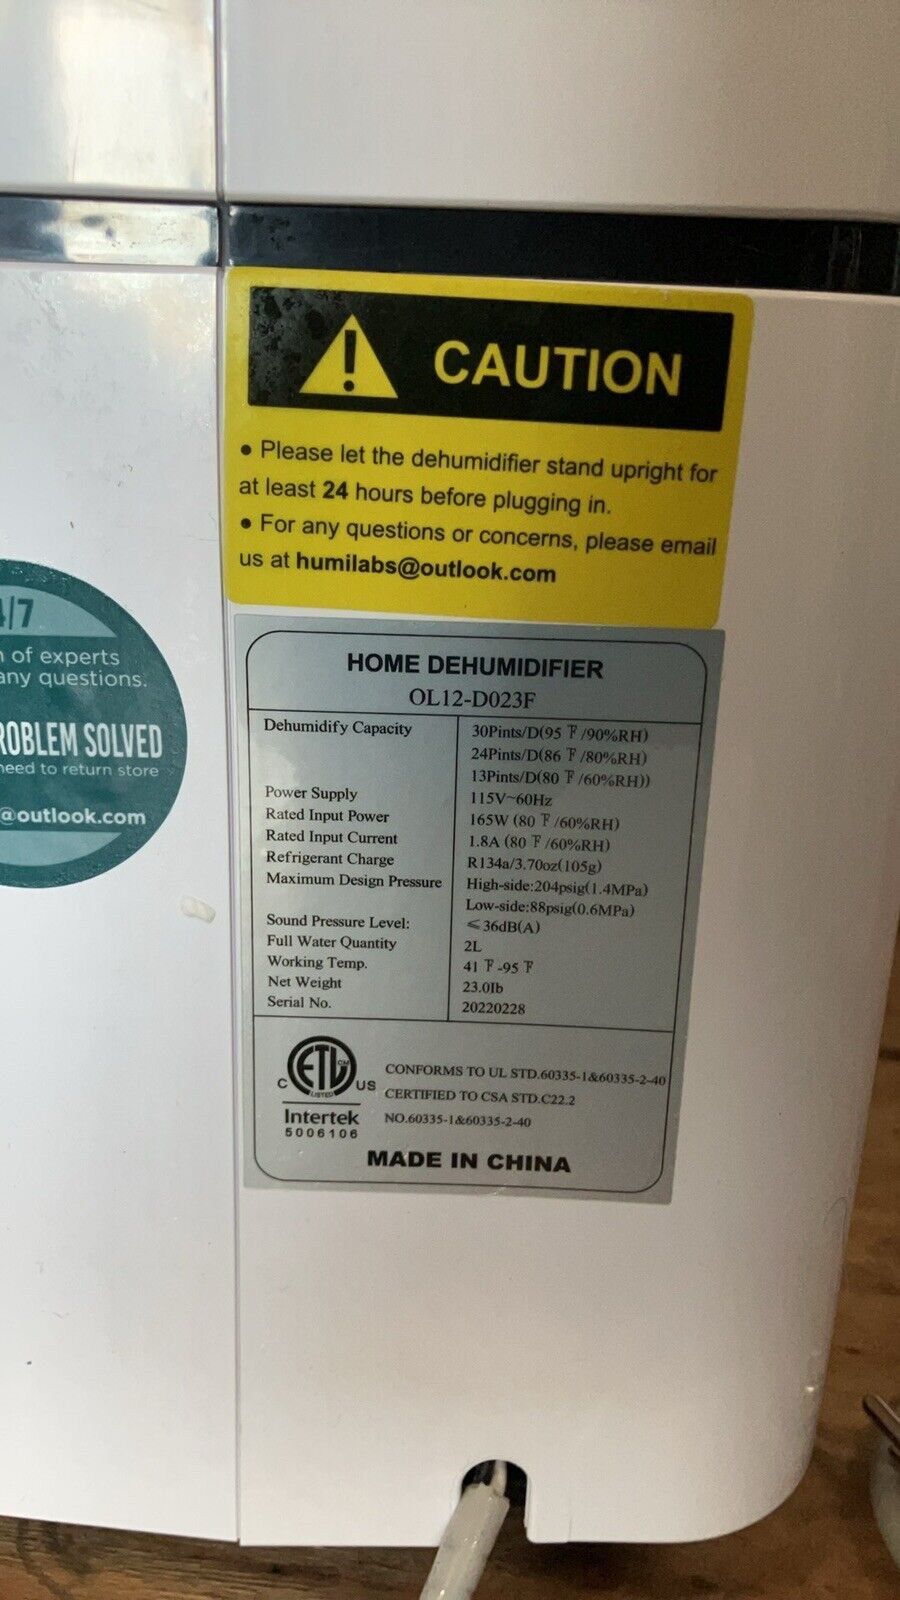 CAUTION
• Please let the dehumidifier stand upright for
at least 24 hours before plugging in.
• For any questions or concerns, please email
us at humilabs@outlook.com
/7
of experts
any questions.
ROBLEM SOLVED
need to return store
@outlook.com
HOME DEHUMIDIFIER
OL12-D023F
Dehumidify Capacity 30Pints/D(95 ℉/90%RH)
24Pints/D(86 ℉/80%RH)
13Pints/D(80 ℉/60%RH))
Power Supply 115V~60Hz
Rated Input Power 165W (80 ℉/60%RH)
Rated Input Current 1.8A (80 ℉/60%RH)
Refrigerant Charge R134a/3.70oz(105g)
Maximum Design Pressure High-side:204psig(1.4MPa)
Low-side:88psig(0.6MPa)
Sound Pressure Level: ≤36dB(A)
Full Water Quantity 2L
Working Temp. 41 ℉-95 ℉
Net Weight 23.0Ib
Serial No. 20220228
C ETL CM US
LISTED
Intertek
5006106
CONFORMS TO UL STD.60335-1&60335-2-40
CERTIFIED TO CSA STD.C22.2
NO.60335-1&60335-2-40
MADE IN CHINA